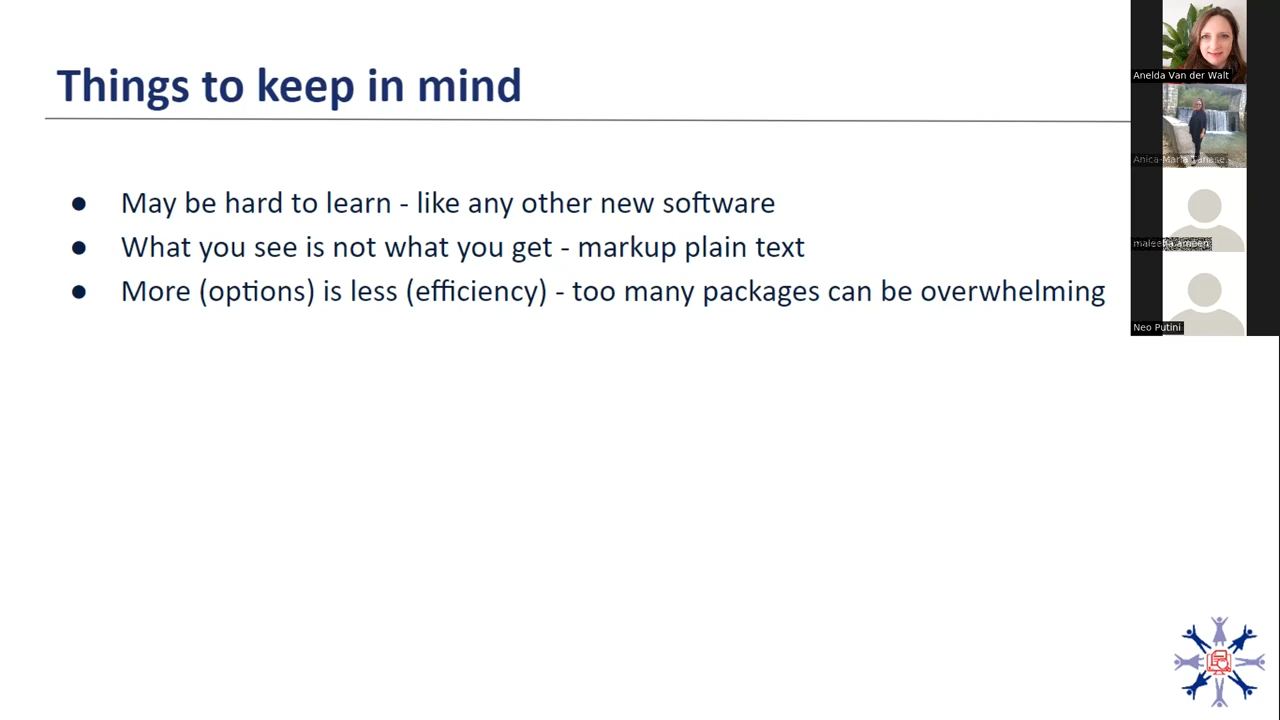 Things to keep in mind
● May be hard to learn - like any other new software
● What you see is not what you get - markup plain text
● More (options) is less (efficiency) - too many packages can be overwhelming
Anelda Van der Walt
Anica-Maria Tanase
Neo Putini